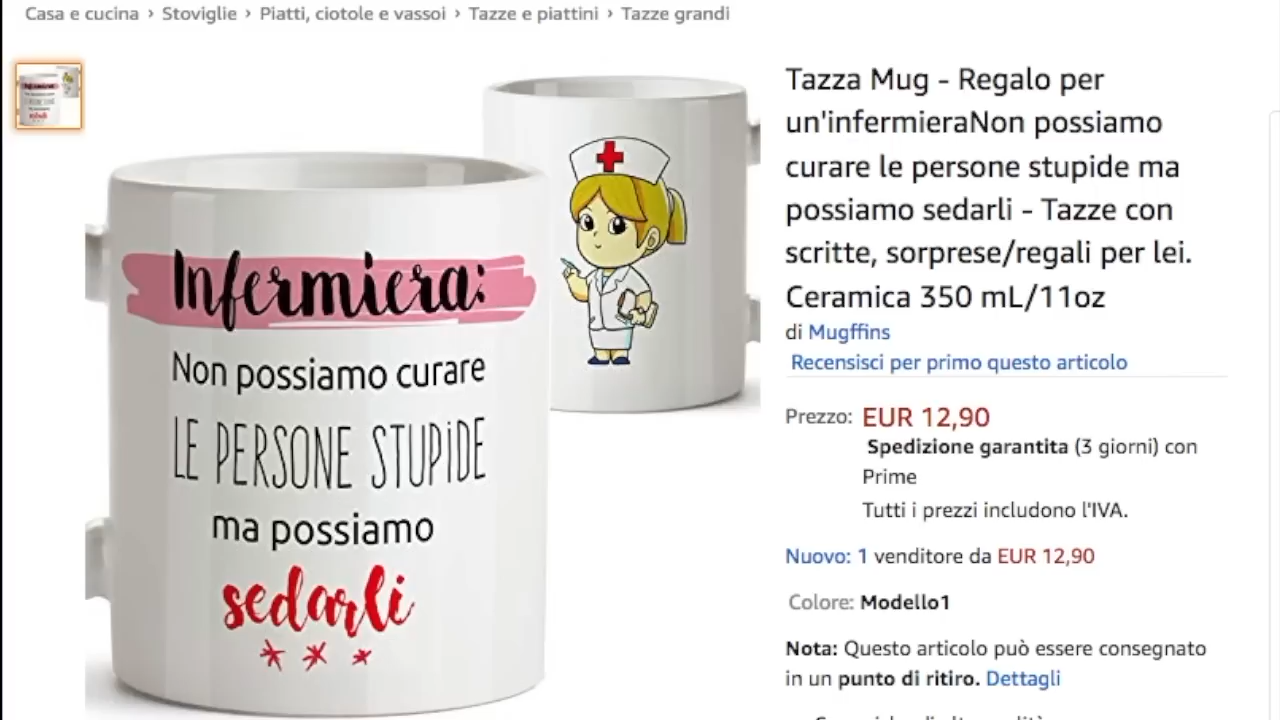 Casa e cucina › Stoviglie › Piatti, ciotole e vassoi › Tazze e piattini › Tazze grandi
Infermiera:
Non possiamo curare
LE PERSONE STUPiDE
ma possiamo
sedarli
Tazza Mug - Regalo per
un'infermieraNon possiamo
curare le persone stupide ma
possiamo sedarli - Tazze con
scritte, sorprese/regali per lei.
Ceramica 350 mL/11oz
di Mugffins
Recensisci per primo questo articolo
Prezzo: EUR 12,90
Spedizione garantita (3 giorni) con
Prime
Tutti i prezzi includono l'IVA.
Nuovo: 1 venditore da EUR 12,90
Colore: Modello1
Nota: Questo articolo può essere consegnato
in un punto di ritiro. Dettagli